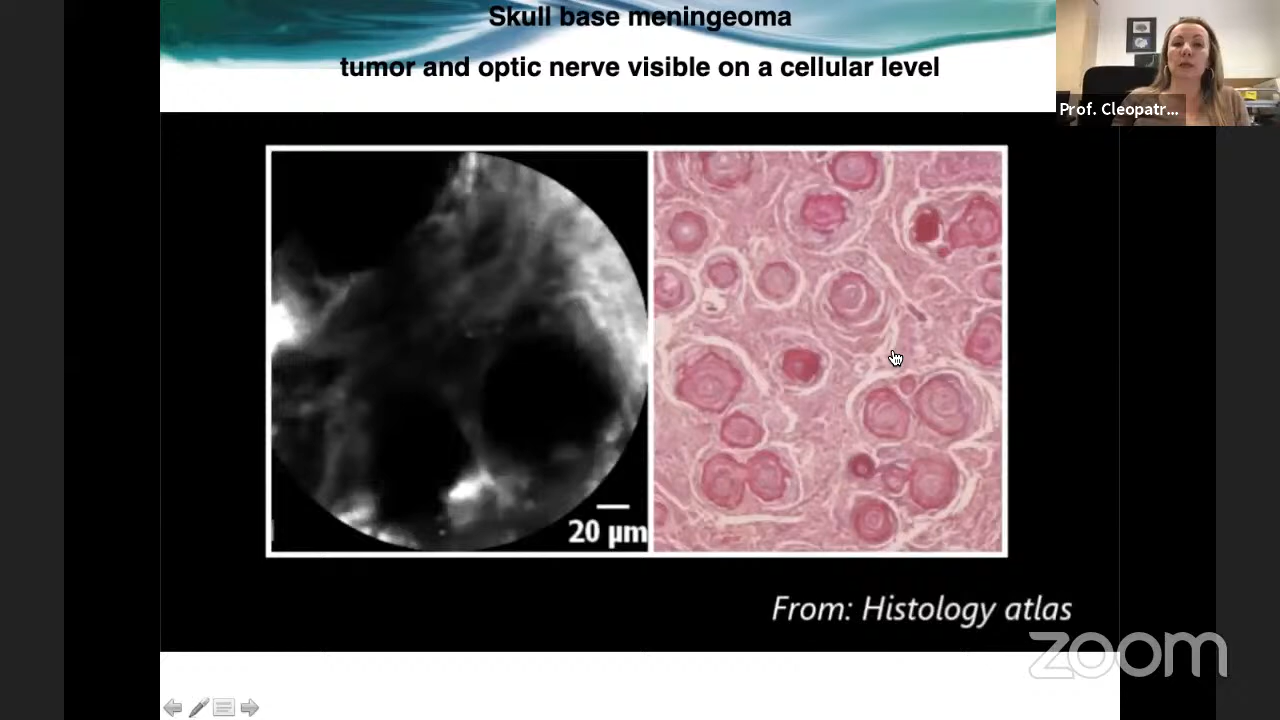 Skull base meningeoma
tumor and optic nerve visible on a cellular level
Prof. Cleopatr...
20 µm
From: Histology atlas
zoom